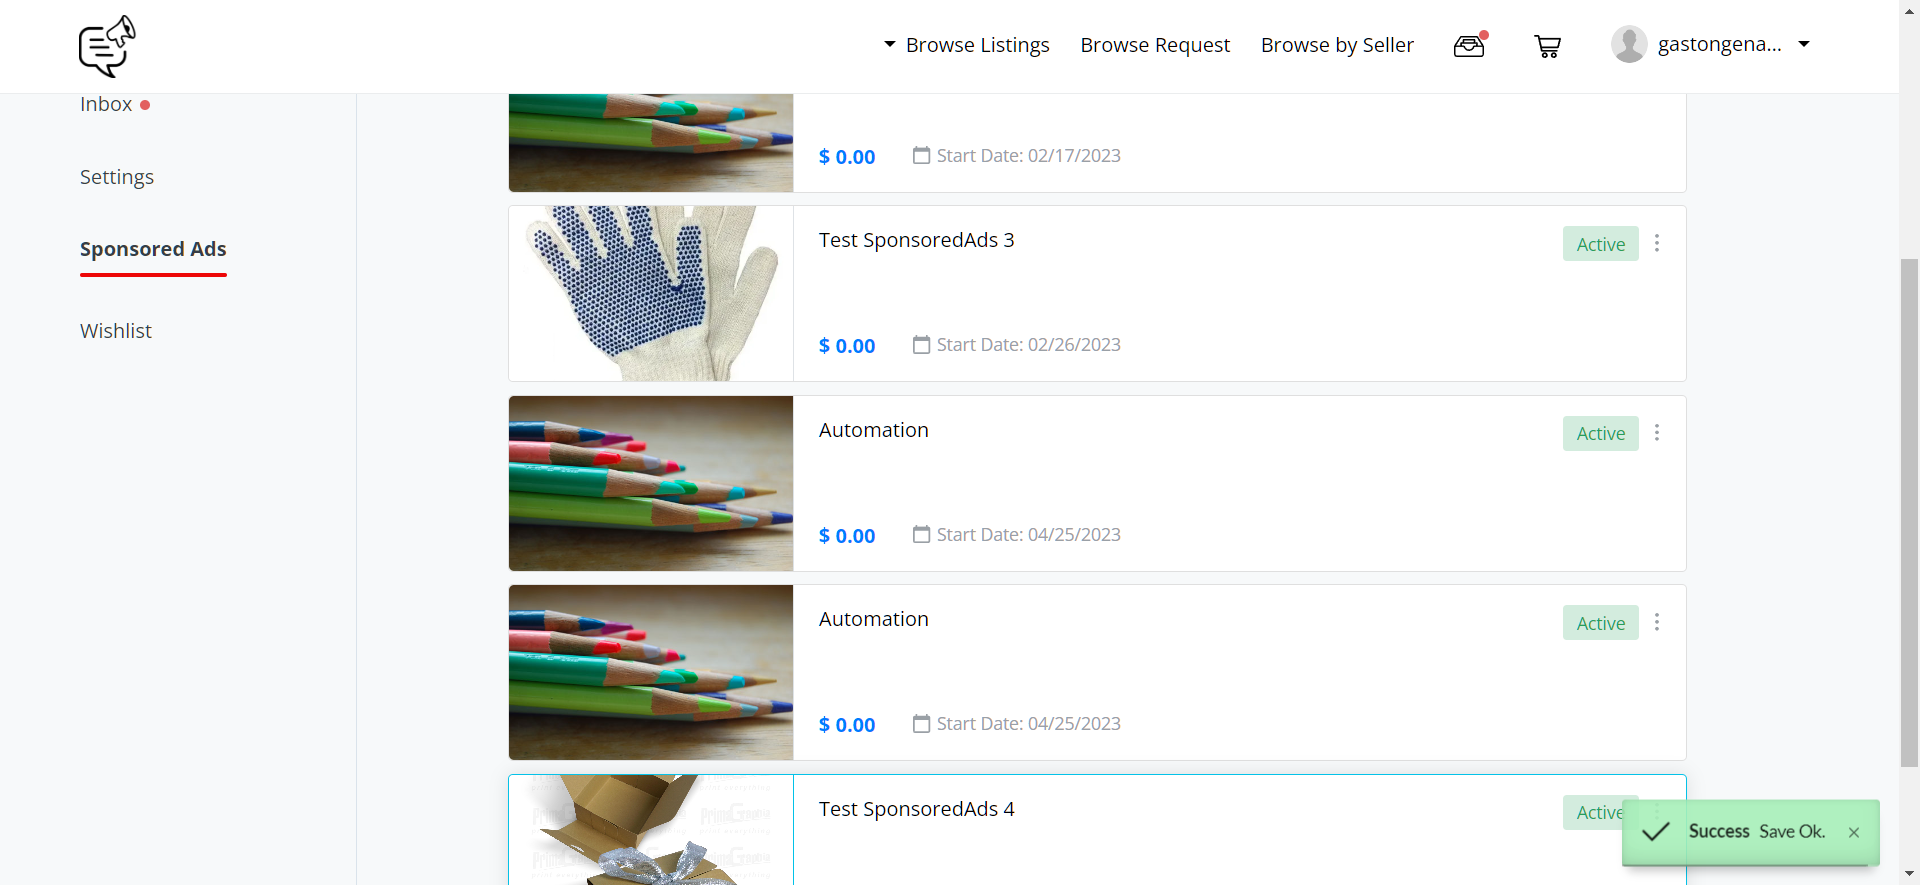 Browse Listings
Browse Request
Browse by Seller
gastongena...
Inbox
Settings
Sponsored Ads
Wishlist
$ 0.00
Start Date: 02/17/2023
Test SponsoredAds 3
Active
$ 0.00
Start Date: 02/26/2023
Automation
Active
$ 0.00
Start Date: 04/25/2023
Automation
Active
$ 0.00
Start Date: 04/25/2023
Test SponsoredAds 4
Active
Success Save Ok.